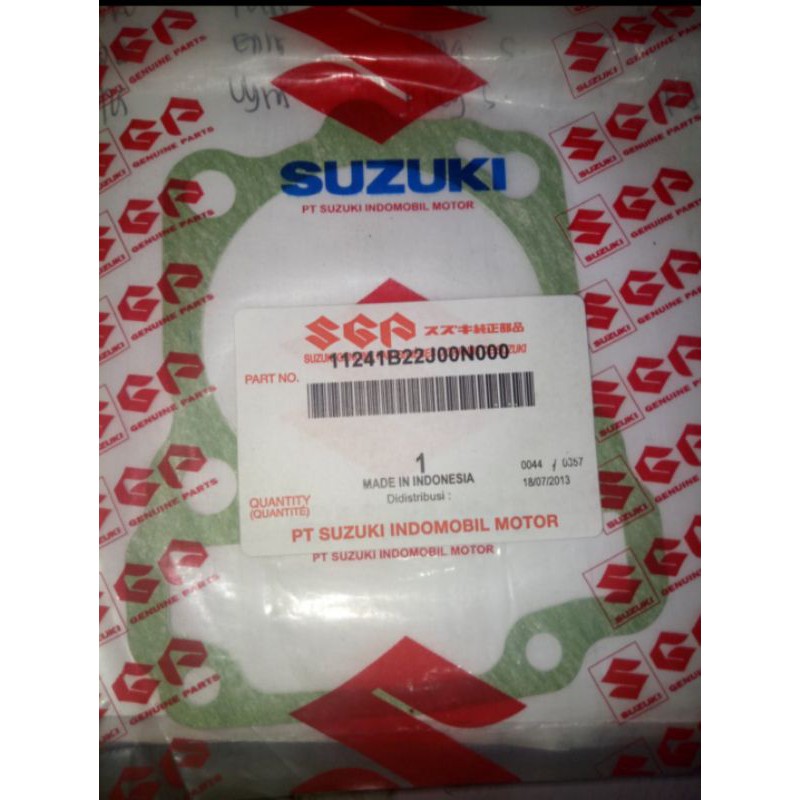 SUZUKI
PT SUZUKI INDOMOBIL MOTOR
SGP スズキ純正部品
11241B22J00N000
PART NO.
1
MADE IN INDONESIA
Didistribusi :
0044 / 0357
18/07/2013
QUANTITY
(QUANTITÉ)
PT SUZUKI INDOMOBIL MOTOR
PT SUZUKI INDOMOBIL MOTOR
SGP
SUZUKI GENUINE PARTS